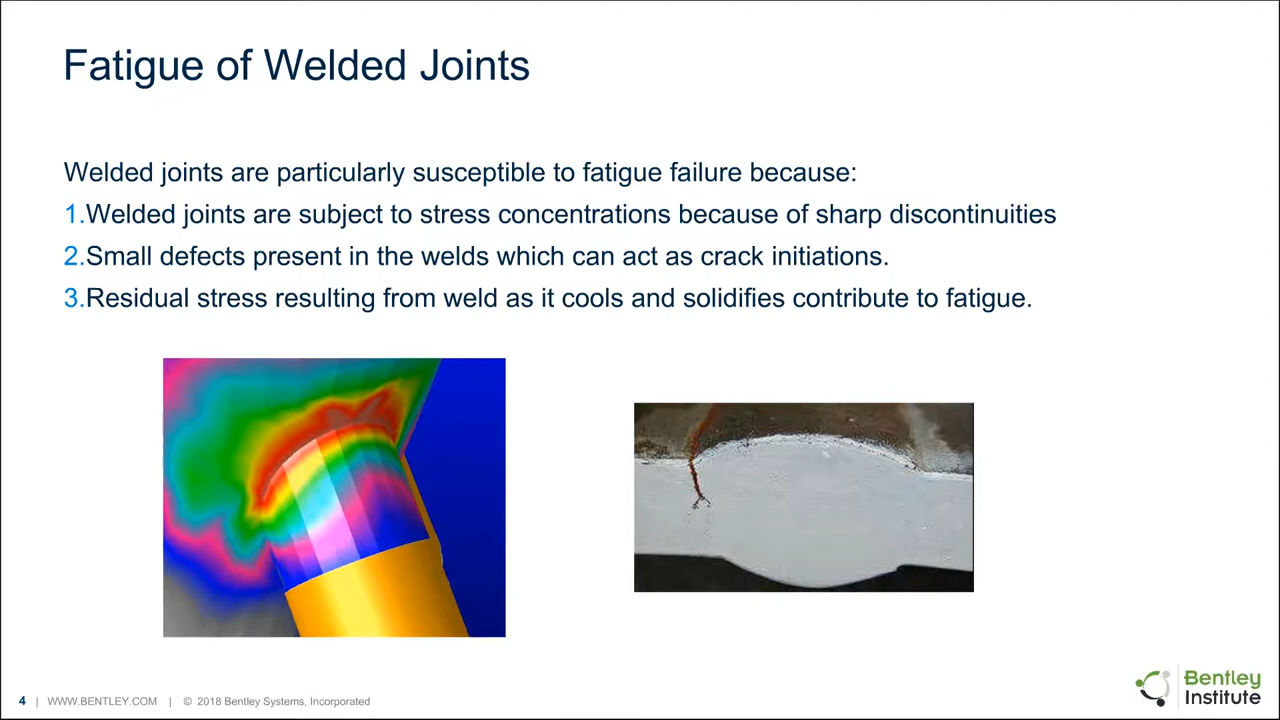 Fatigue of Welded Joints
Welded joints are particularly susceptible to fatigue failure because:
1.Welded joints are subject to stress concentrations because of sharp discontinuities
2.Small defects present in the welds which can act as crack initiations.
3.Residual stress resulting from weld as it cools and solidifies contribute to fatigue.
4 | WWW.BENTLEY.COM | © 2018 Bentley Systems, Incorporated
Bentley
Institute